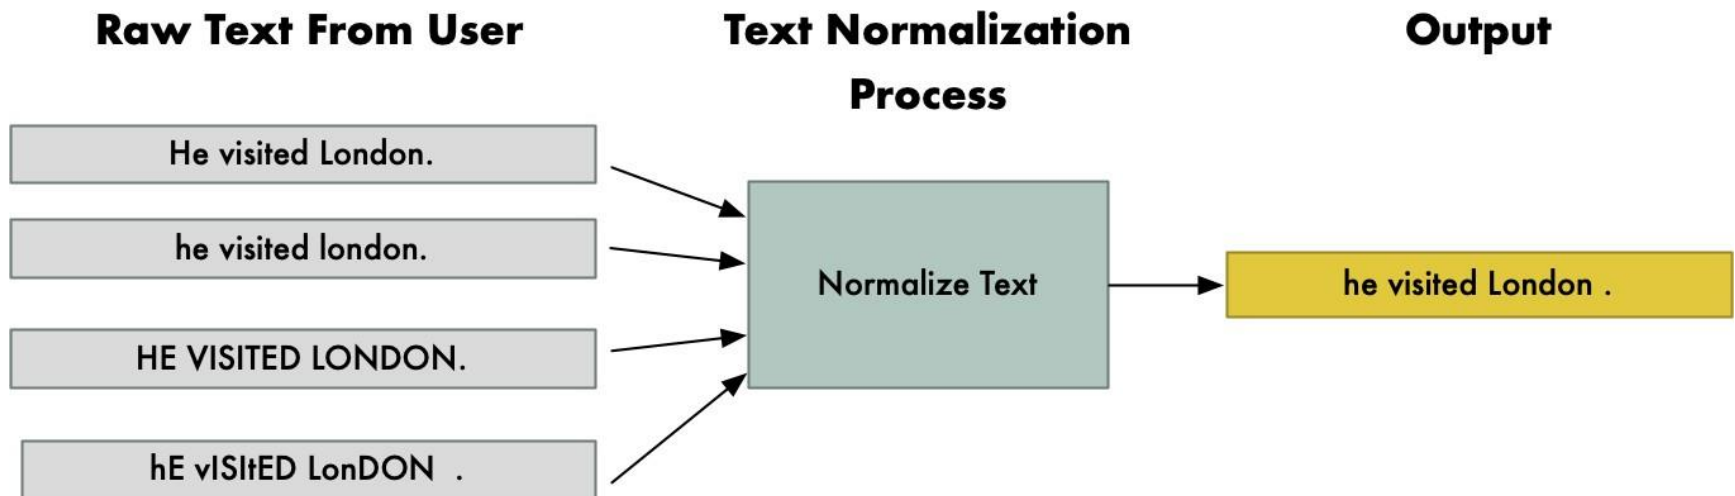 Raw Text From User
Text Normalization
Process
Output
He visited London.
he visited london.
HE VISITED LONDON.
hE vISItED LonDON  .
Normalize Text
he visited London .